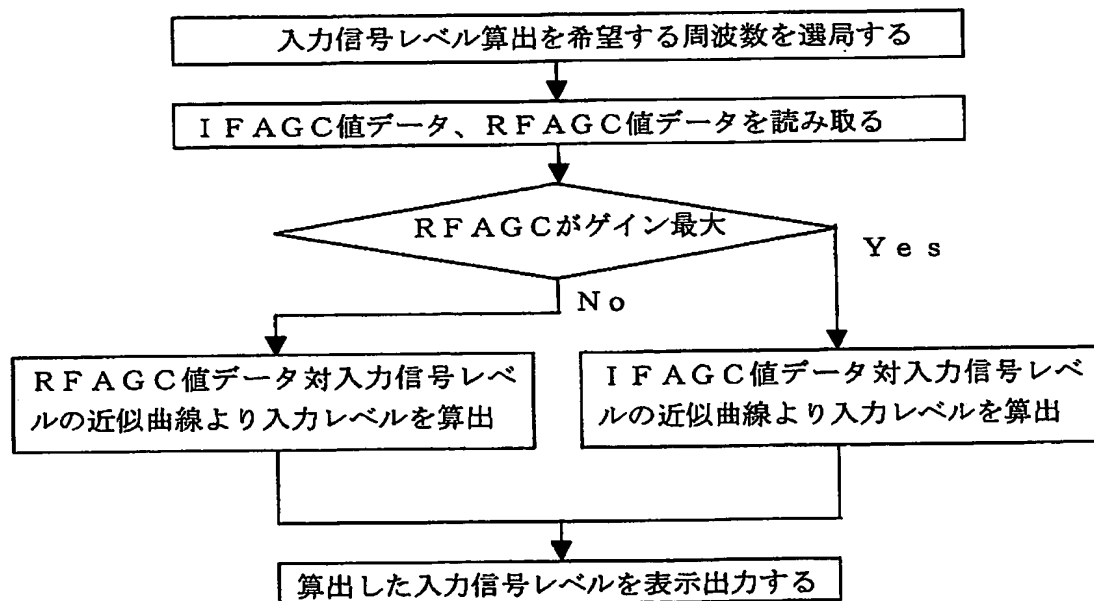 入力信号レベル算出を希望する周波数を選局する
ＩＦＡＧＣ値データ、ＲＦＡＧＣ値データを読み取る
ＲＦＡＧＣがゲイン最大
Ｙｅｓ
Ｎｏ
ＲＦＡＧＣ値データ対入力信号レベ
ルの近似曲線より入力レベルを算出
ＩＦＡＧＣ値データ対入力信号レベ
ルの近似曲線より入力レベルを算出
算出した入力信号レベルを表示出力する